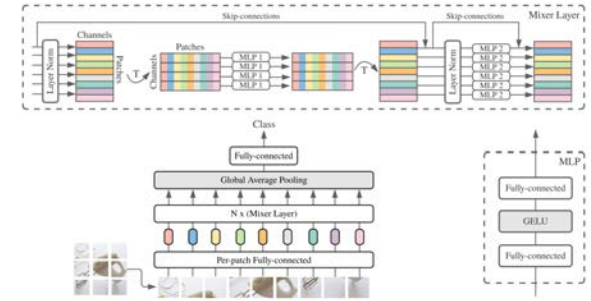 Skip-connections
Skip-connections
Mixer Layer
Channels
Layer Norm
Patches
T
Patches
Channels
MLP 1
MLP 1
MLP 1
MLP 1
T
Layer Norm
MLP 2
MLP 2
MLP 2
MLP 2
MLP 2
MLP 2
Class
Fully-connected
Global Average Pooling
N x (Mixer Layer)
Per-patch Fully-connected
MLP
Fully-connected
GELU
Fully-connected